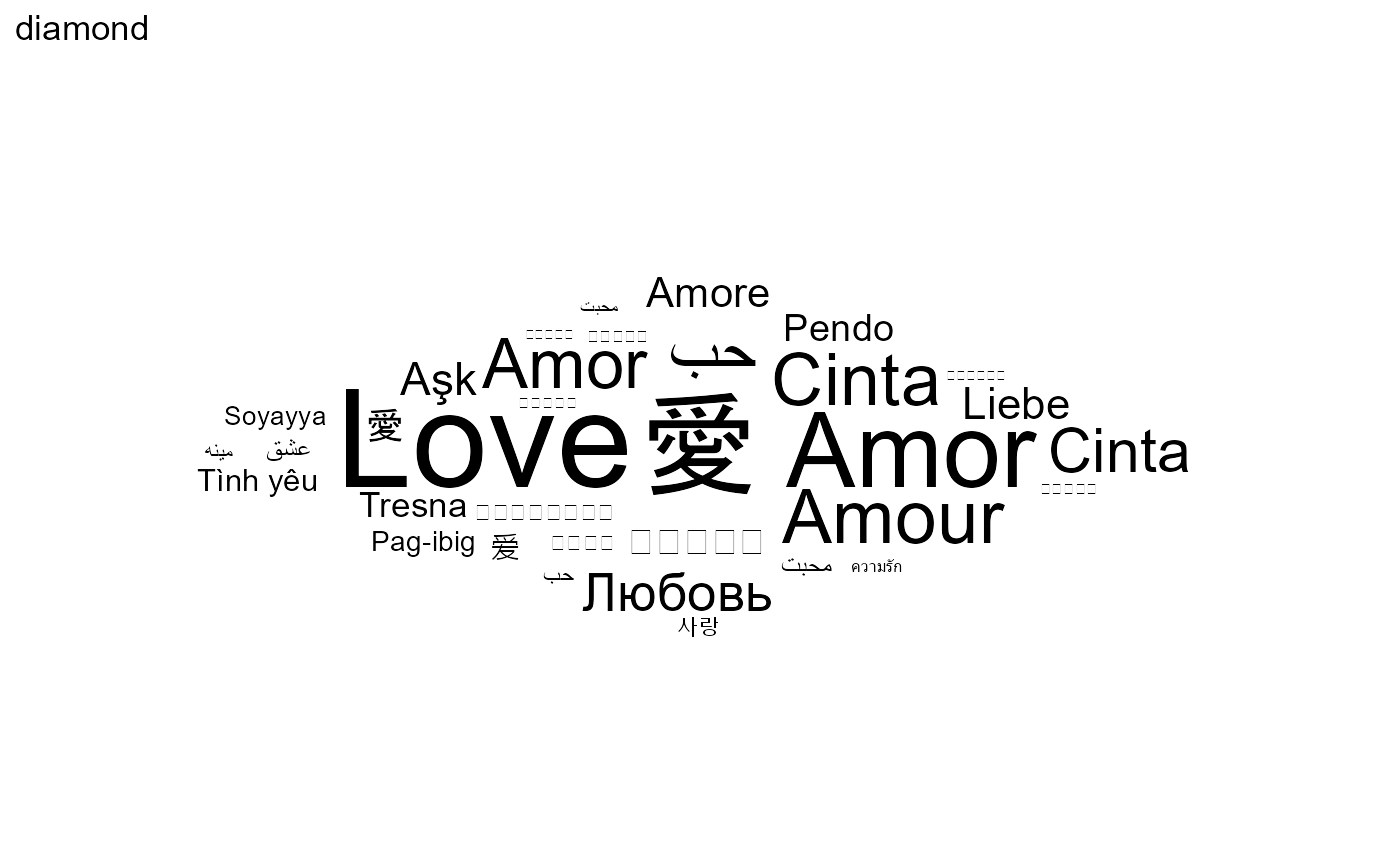 diamond
Amore
محبت
Pendo
Amor
حب
Cinta
Aşk
Liebe
Soyayya
愛
Love
愛
Amor
Cinta
مينه
عشق
Tình yêu
Tresna
Amour
Pag-ibig
爱
محبت
ความรัก
حب
Любовь
사랑